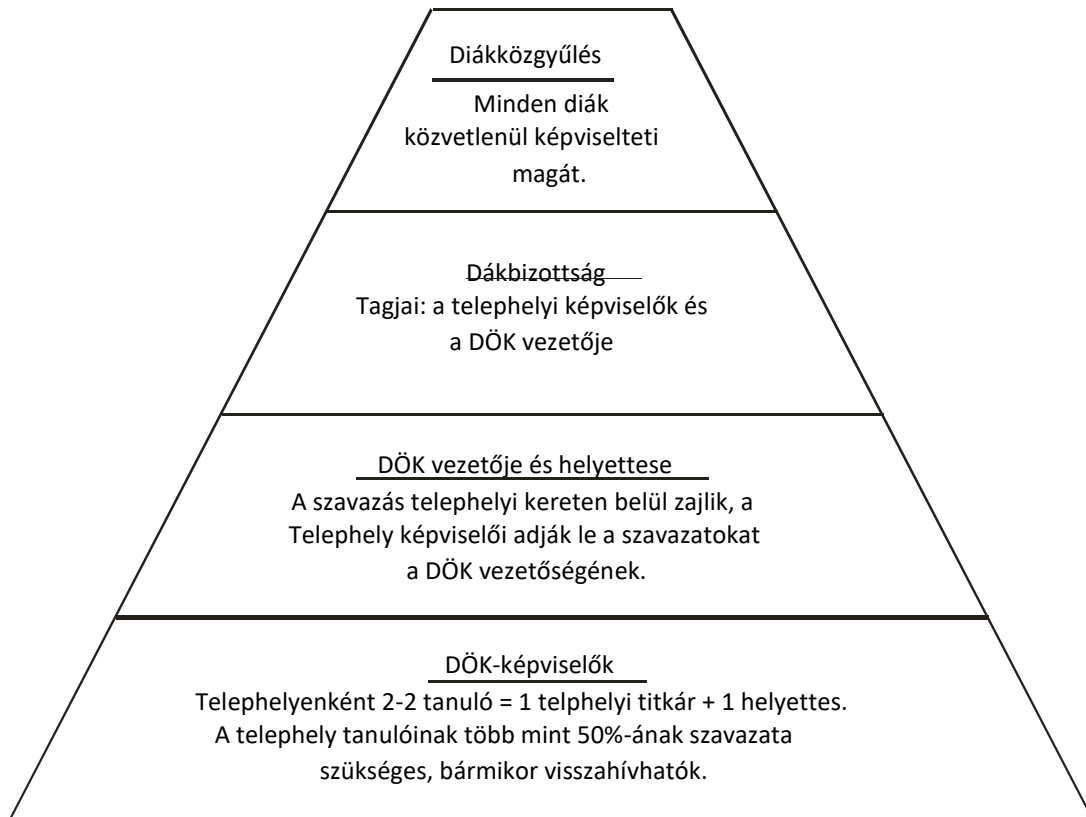 Diákközgyűlés
Minden diák
közvetlenül képviselteti
magát.
Dákbizottság
Tagjai: a telephelyi képviselők és
a DÖK vezetője
DÖK vezetője és helyettese
A szavazás telephelyi kereten belül zajlik, a
Telephely képviselői adják le a szavazatokat
a DÖK vezetőségének.
DÖK-képviselők
Telephelyenként 2-2 tanuló = 1 telphelyi titkár + 1 helyettes.
A telephely tanulóinak több mint 50%-ának szavazata
szükséges, bármikor visszahívhatók.